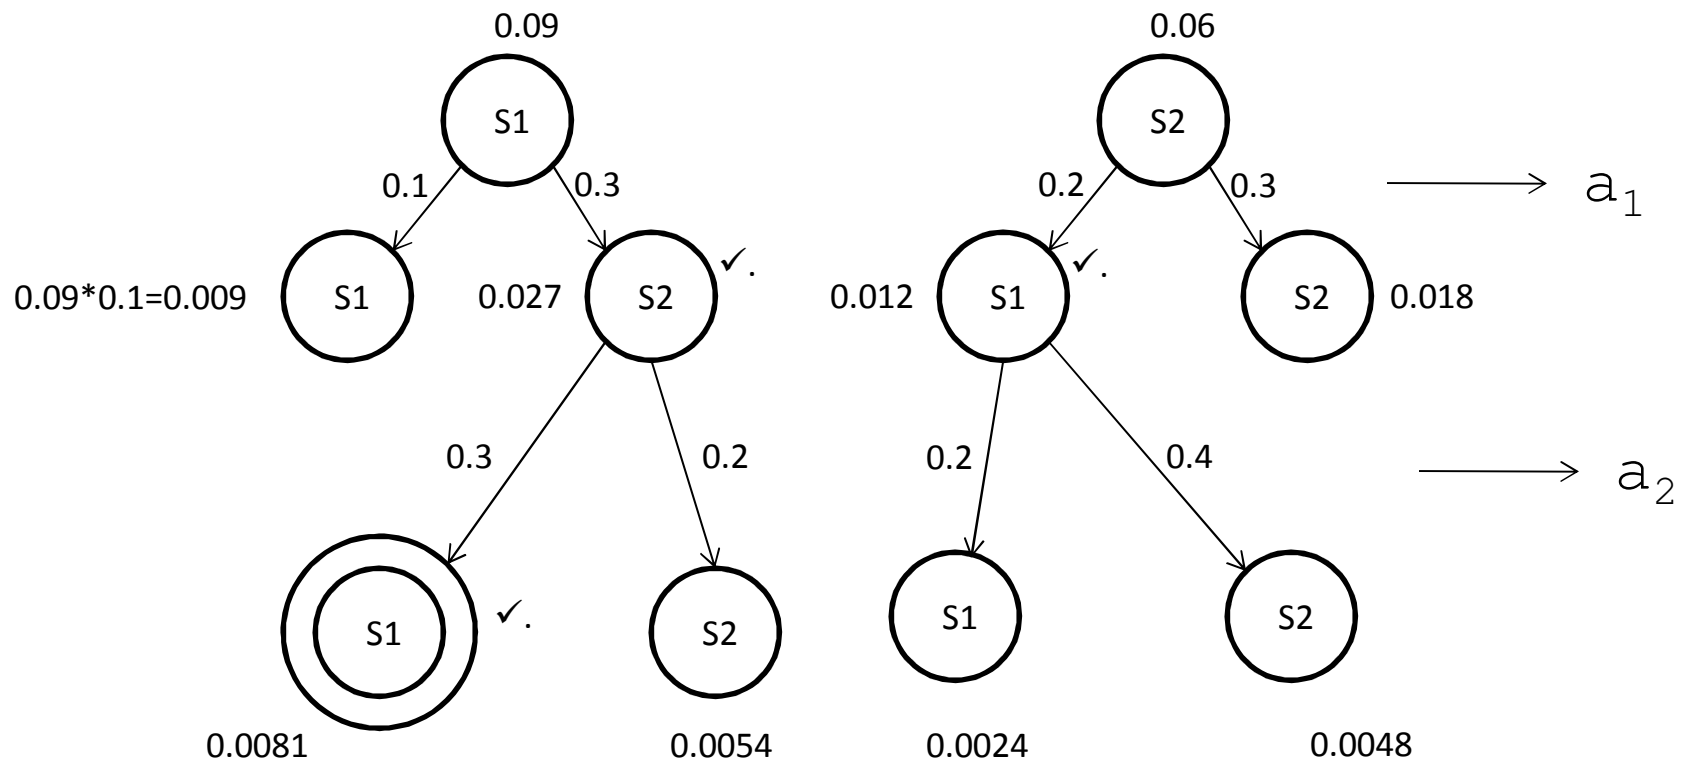 0.09 0.06
S1 S2
0.1 0.3 0.2 0.3 a₁
✓. ✓.
0.09*0.1=0.009 S1 0.027 S2 0.012 S1 S2 0.018
0.3 0.2 0.2 0.4 a₂
S1 ✓. S2 S1 S2
0.0081 0.0054 0.0024 0.0048